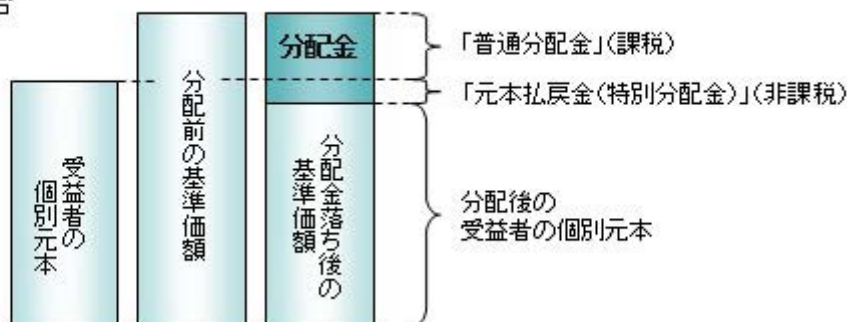 受益者の
個別元本
分配前の基準価額
分配金
分配金落ち後の
基準価額
「普通分配金」(課税)
「元本払戻金(特別分配金)」(非課税)
分配後の
受益者の個別元本